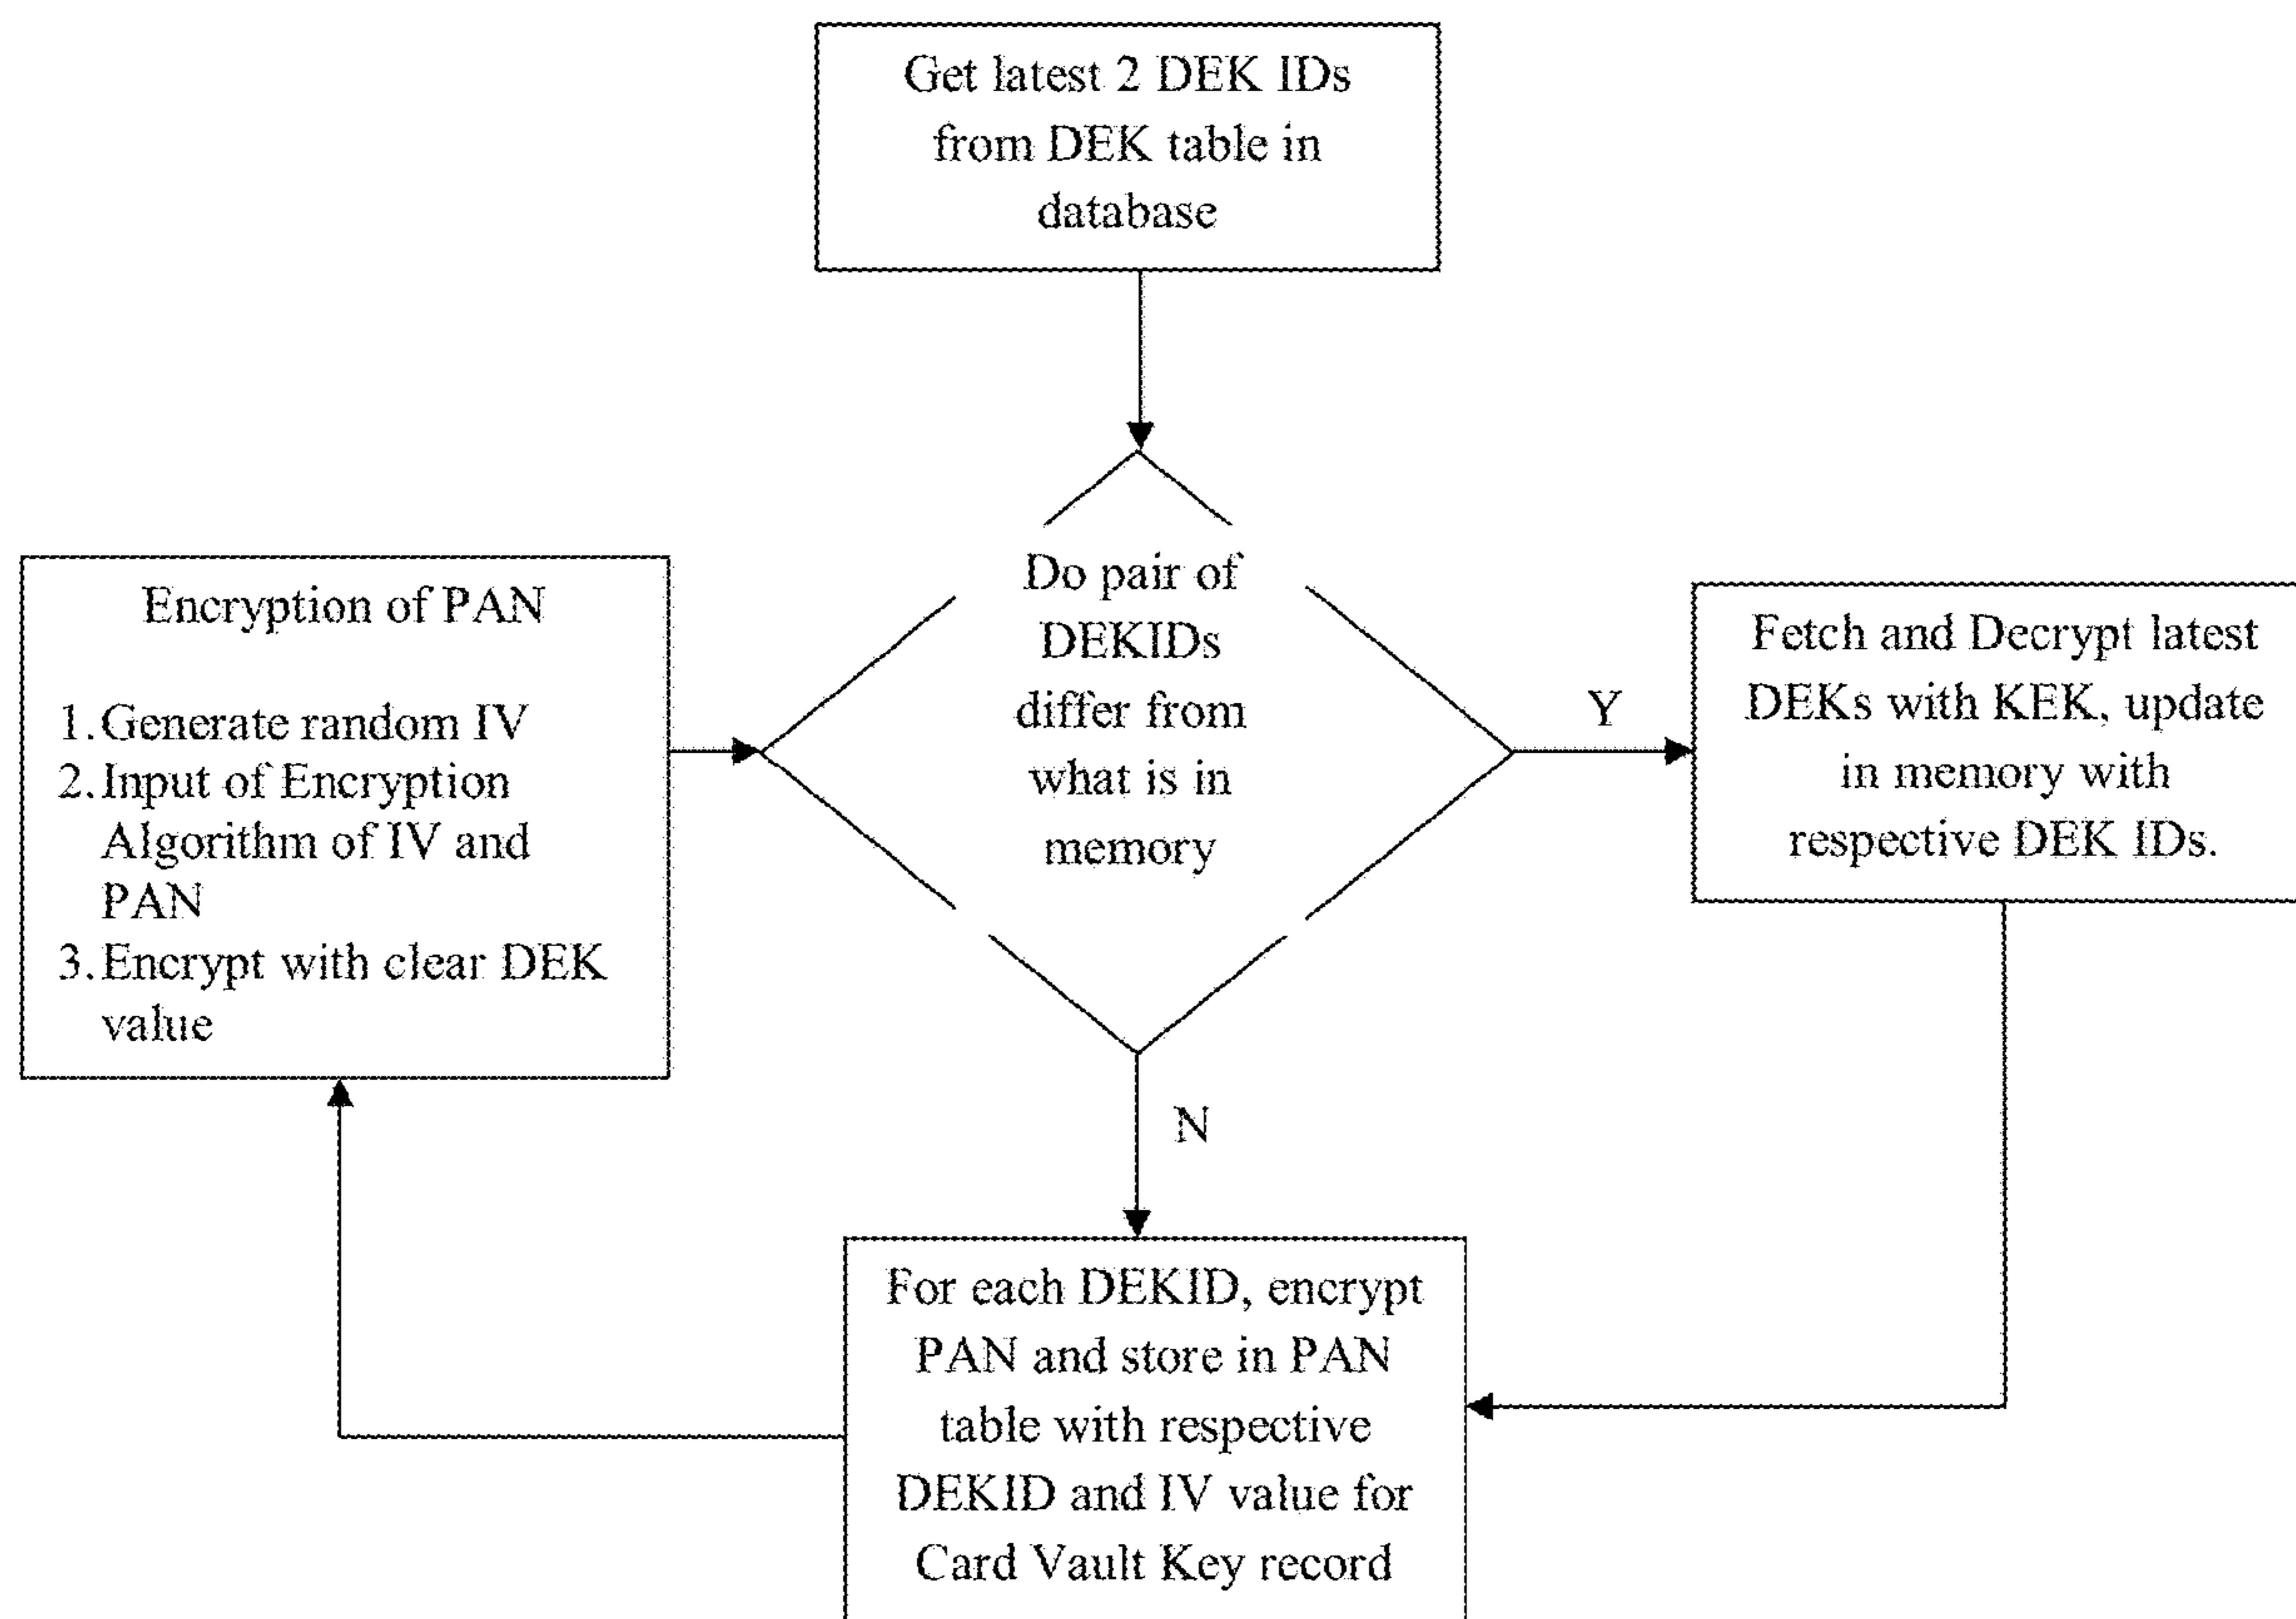 Get latest 2 DEK IDs
from DEK table in
database
Encryption of PAN
1. Generate random IV
2. Input of Encryption
Algorithm of IV and
PAN
3. Encrypt with clear DEK
value
Do pair of
DEKIDs
differ from
what is in
memory
Y
Fetch and Decrypt latest
DEKs with KEK, update
in memory with
respective DEK IDs.
N
For each DEKID, encrypt
PAN and store in PAN
table with respective
DEKID and IV value for
Card Vault Key record